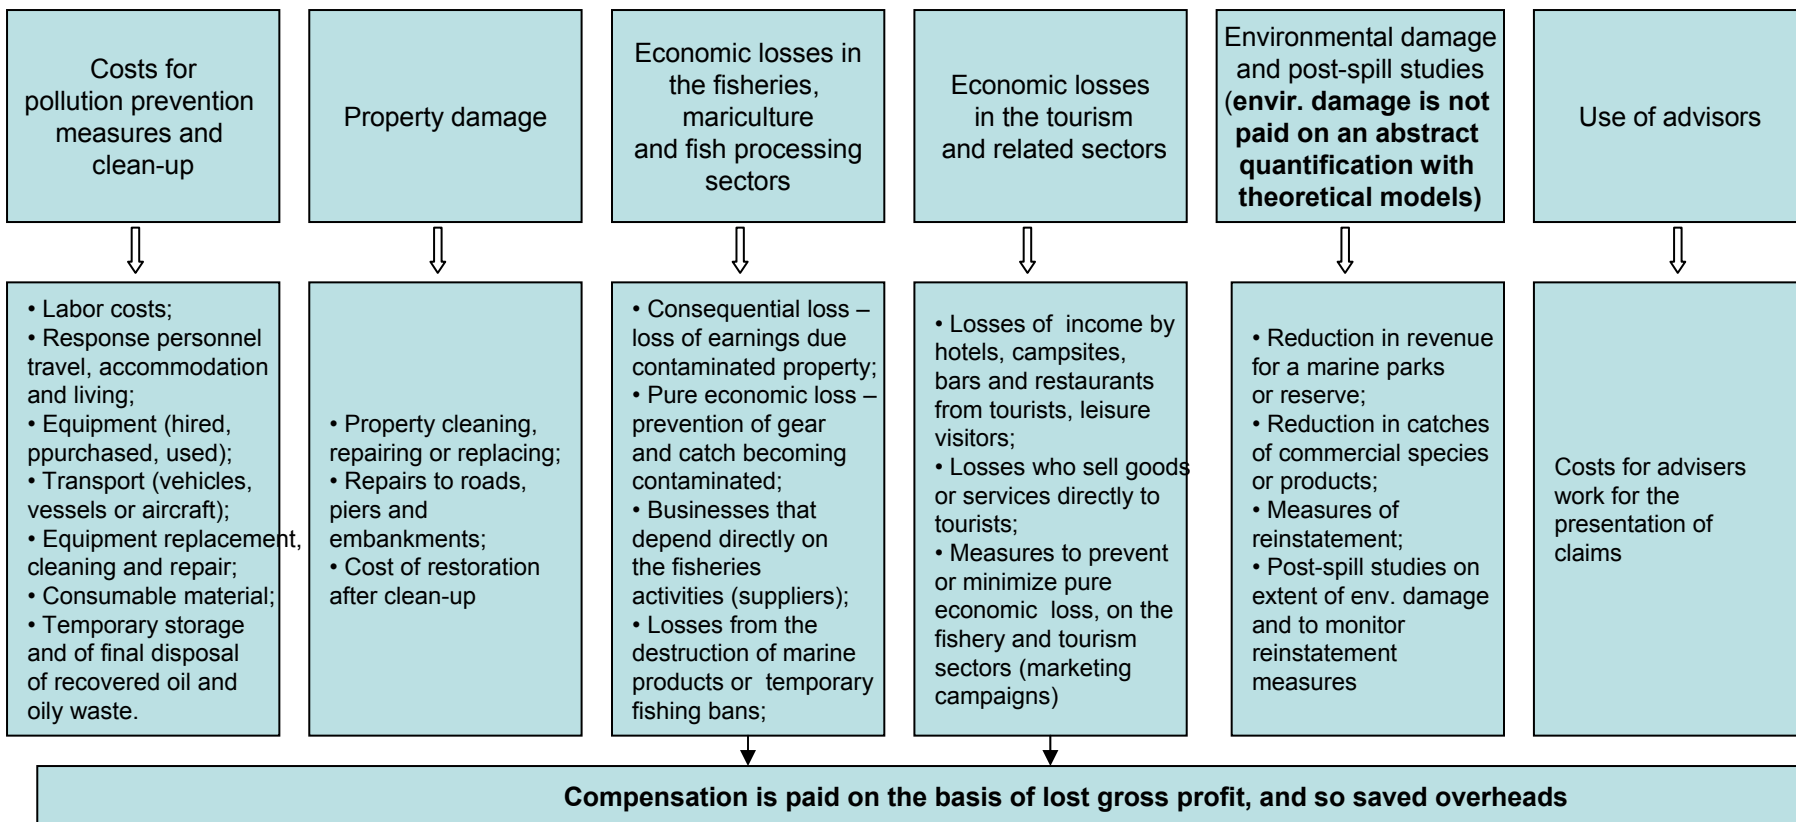 Costs for
pollution prevention
measures and
clean-up
Property damage
Economic losses in
the fisheries,
mariculture
and fish processing
sectors
Economic losses
in the tourism
and related sectors
Environmental damage
and post-spill studies
(envir. damage is not
paid on an abstract
quantification with
theoretical models)
Use of advisors
• Labor costs;
• Response personnel
travel, accommodation
and living;
• Equipment (hired,
ppurchased, used);
• Transport (vehicles,
vessels or aircraft);
• Equipment replacement,
cleaning and repair;
• Consumable material;
• Temporary storage
and of final disposal
of recovered oil and
oily waste.
• Property cleaning,
repairing or replacing;
• Repairs to roads,
piers and
embankments;
• Cost of restoration
after clean-up
• Consequential loss –
loss of earnings due
contaminated property;
• Pure economic loss –
prevention of gear
and catch becoming
contaminated;
• Businesses that
depend directly on
the fisheries
activities (suppliers);
• Losses from the
destruction of marine
products or temporary
fishing bans;
• Losses of income by
hotels, campsites,
bars and restaurants
from tourists, leisure
visitors;
• Losses who sell goods
or services directly to
tourists;
• Measures to prevent
or minimize pure
economic loss, on the
fishery and tourism
sectors (marketing
campaigns)
• Reduction in revenue
for a marine parks
or reserve;
• Reduction in catches
of commercial species
or products;
• Measures of
reinstatement;
• Post-spill studies on
extent of env. damage
and to monitor
reinstatement
measures
Costs for advisers
work for the
presentation of
claims
Compensation is paid on the basis of lost gross profit, and so saved overheads